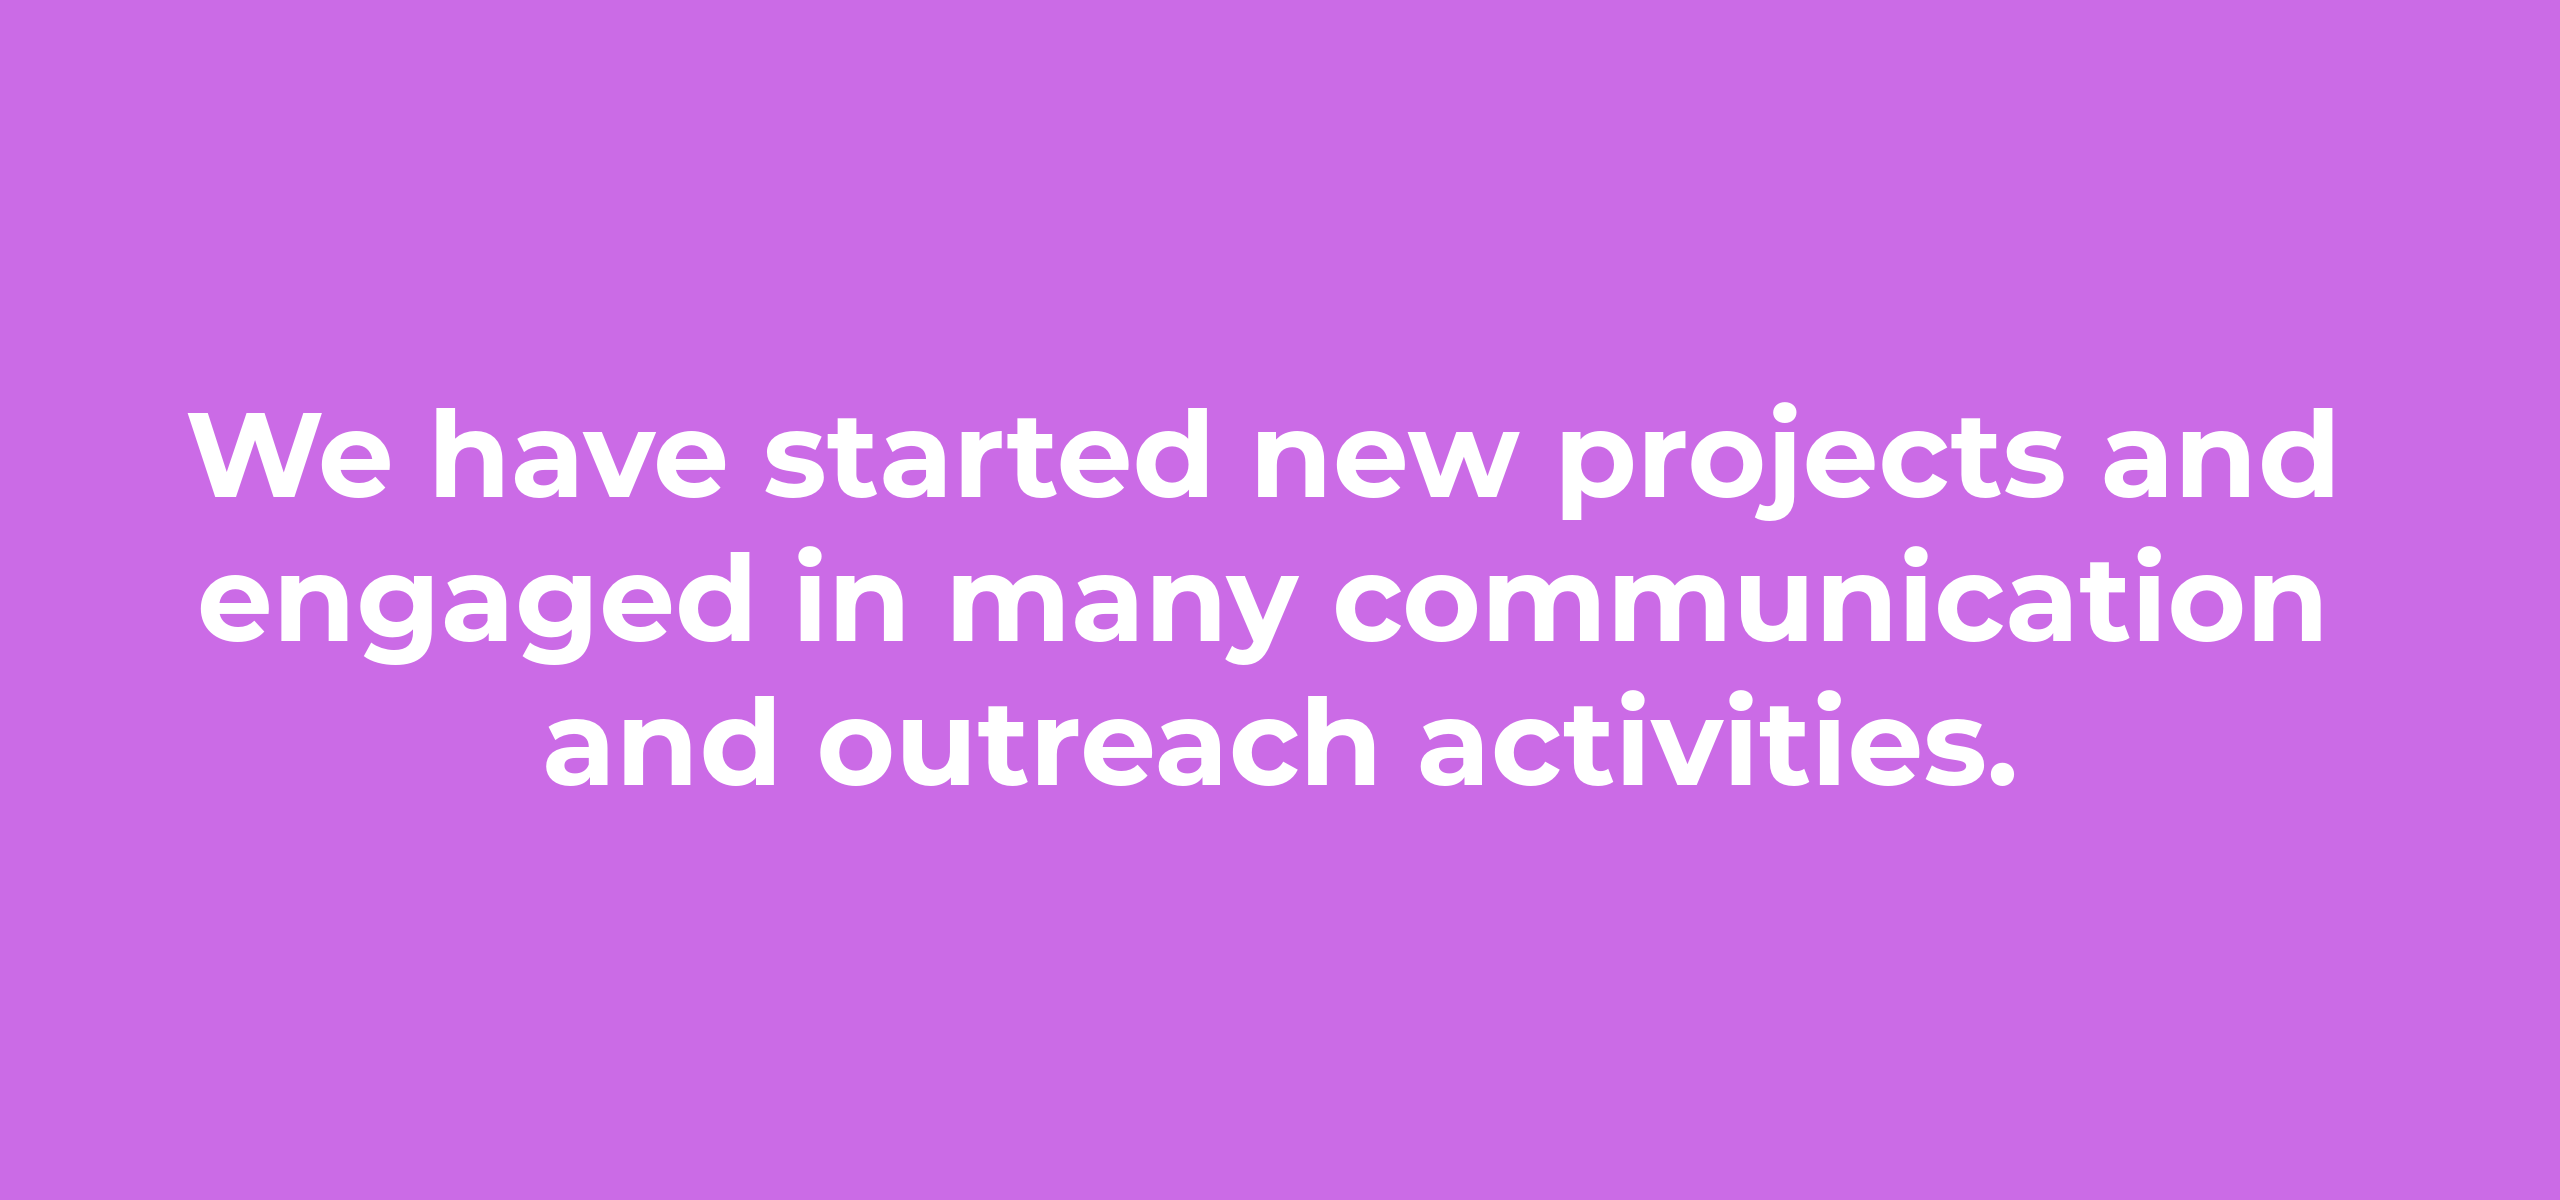 We have started new projects and
engaged in many communication
and outreach activities.